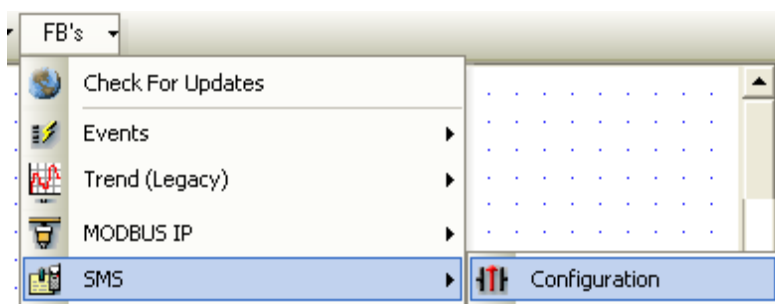 FB's
Check For Updates
Events
Trend (Legacy)
MODBUS IP
SMS
Configuration